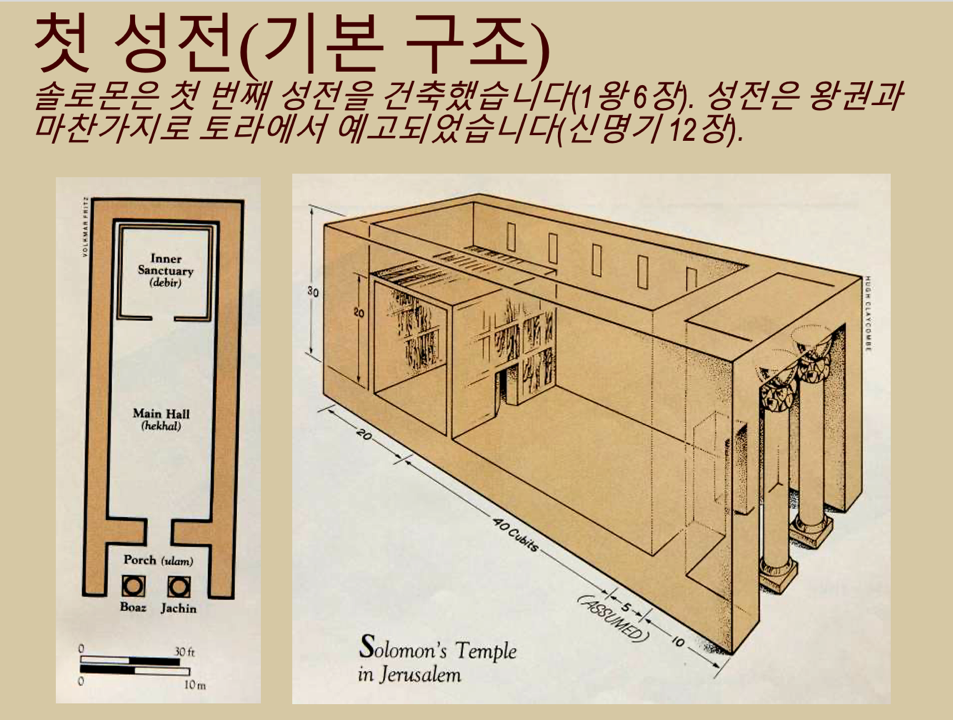 첫 성전(기본 구조)
솔로몬은 첫 번째 성전을 건축했습니다(1왕 6장). 성전은 왕권과
마찬가지로 토라에서 예고되었습니다(신명기 12장).
VOLKMAR FRITZ
Inner
Sanctuary
(debir)
Main Hall
(hekhal)
Porch (ulam)
Boaz Jachin
0 30 ft
0 10 m
30
20
20
40 Cubits
5
(ASSUMED)
10
HUGH CLAYCOMBE
Solomon's Temple
in Jerusalem